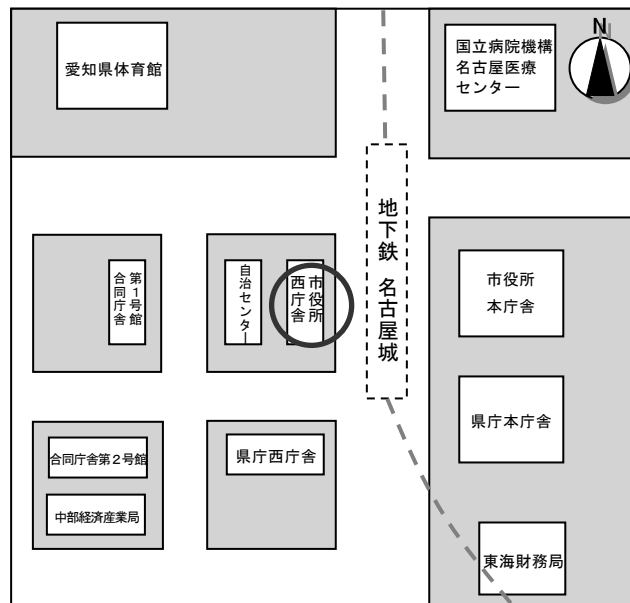 愛知県体育館
国立病院機構
名古屋医療
センター
N
地下鉄 名古屋城
合同庁舎
第1号館
自治センター
市役所
西庁舎
市役所
本庁舎
合同庁舎第2号館
中部経済産業局
県庁西庁舎
県庁本庁舎
東海財務局